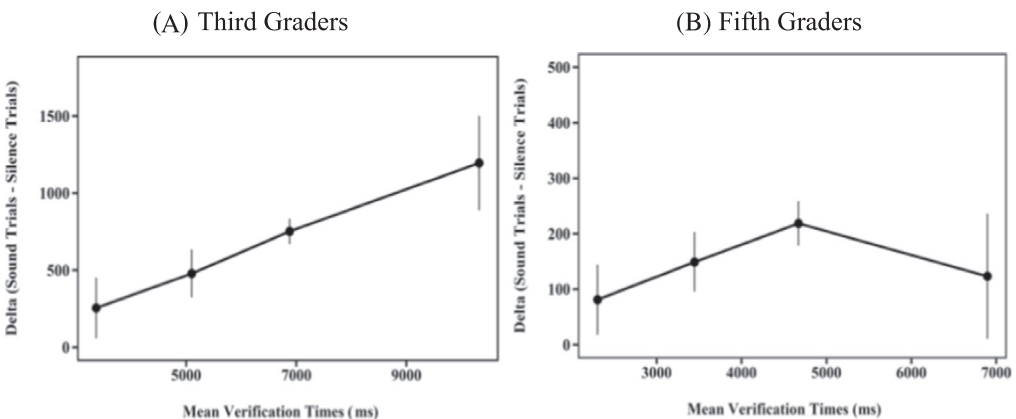 (A) Third Graders
Delta (Sound Trials - Silence Trials)
1500
1000
500
0
5000 7000 9000
Mean Verification Times (ms)
(B) Fifth Graders
Delta (Sound Trials - Silence Trials)
500
400
300
200
100
0
3000 4000 5000 6000 7000
Mean Verification Times (ms)